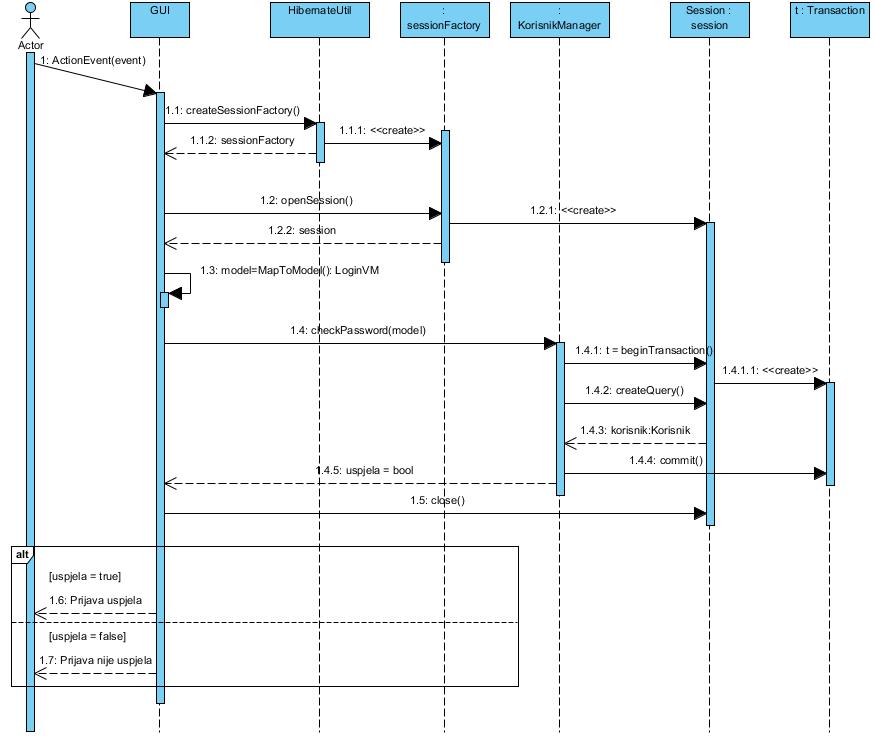 GUI
HibernateUtil
:
sessionFactory
:
KorisnikManager
Session :
session
t : Transaction
Actor
1: ActionEvent(event)
1.1: createSessionFactory()
1.1.1: <<create>>
1.1.2: sessionFactory
1.2: openSession()
1.2.1: <<create>>
1.2.2: session
1.3: model=MapToModel(): LoginVM
1.4: checkPassword(model)
1.4.1: t = beginTransaction()
1.4.1.1: <<create>>
1.4.2: createQuery()
1.4.3: korisnik:Korisnik
1.4.4: commit()
1.4.5: uspjela = bool
1.5: close()
alt
[uspjela = true]
1.6: Prijava uspjela
[uspjela = false]
1.7: Prijava nije uspjela